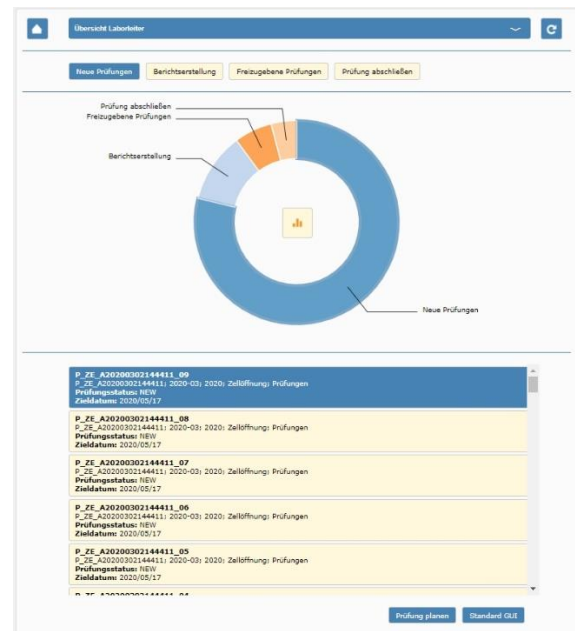 Übersicht Laborleiter
Neue Prüfungen
Berichtserstellung
Freizugebene Prüfungen
Prüfung abschließen
Prüfung abschließen
Freizugebene Prüfungen
Berichtserstellung
Neue Prüfungen
P_ZE_A20200302144411_09
P_ZE_A20200302144411; 2020-03; 2020; Zellöffnung; Prüfungen
Prüfungsstatus: NEW
Zieldatum: 2020/05/17
P_ZE_A20200302144411_08
P_ZE_A20200302144411; 2020-03; 2020; Zellöffnung; Prüfungen
Prüfungsstatus: NEW
Zieldatum: 2020/05/17
P_ZE_A20200302144411_07
P_ZE_A20200302144411; 2020-03; 2020; Zellöffnung; Prüfungen
Prüfungsstatus: NEW
Zieldatum: 2020/05/17
P_ZE_A20200302144411_06
P_ZE_A20200302144411; 2020-03; 2020; Zellöffnung; Prüfungen
Prüfungsstatus: NEW
Zieldatum: 2020/05/17
P_ZE_A20200302144411_05
P_ZE_A20200302144411; 2020-03; 2020; Zellöffnung; Prüfungen
Prüfungsstatus: NEW
Zieldatum: 2020/05/17
Prüfung planen
Standard GUI